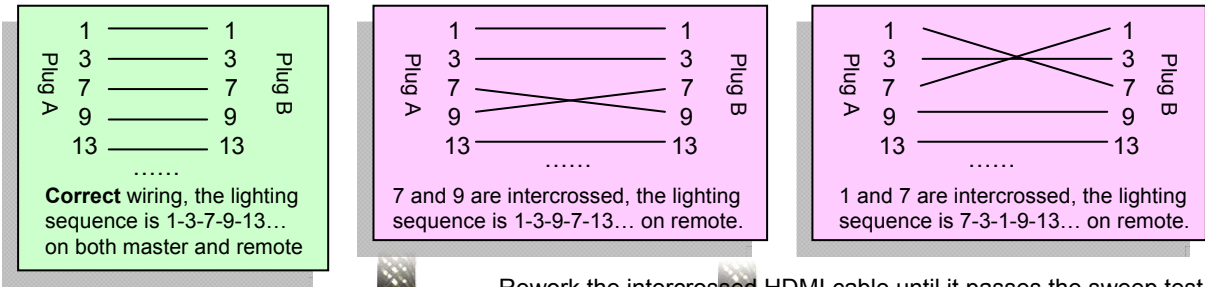 Plug A
1 1
3 3
7 7
9 9
13 13
Plug B
……
Correct wiring, the lighting
sequence is 1-3-7-9-13…
on both master and remote
Plug A
1 1
3 3
7 7
9 9
13 13
Plug B
……
7 and 9 are intercrossed, the lighting
sequence is 1-3-9-7-13… on remote.
Plug A
1 1
3 3
7 7
9 9
13 13
Plug B
……
1 and 7 are intercrossed, the lighting
sequence is 7-3-1-9-13… on remote.
Rework the intercrossed HDMI cable until it passes the sweep test